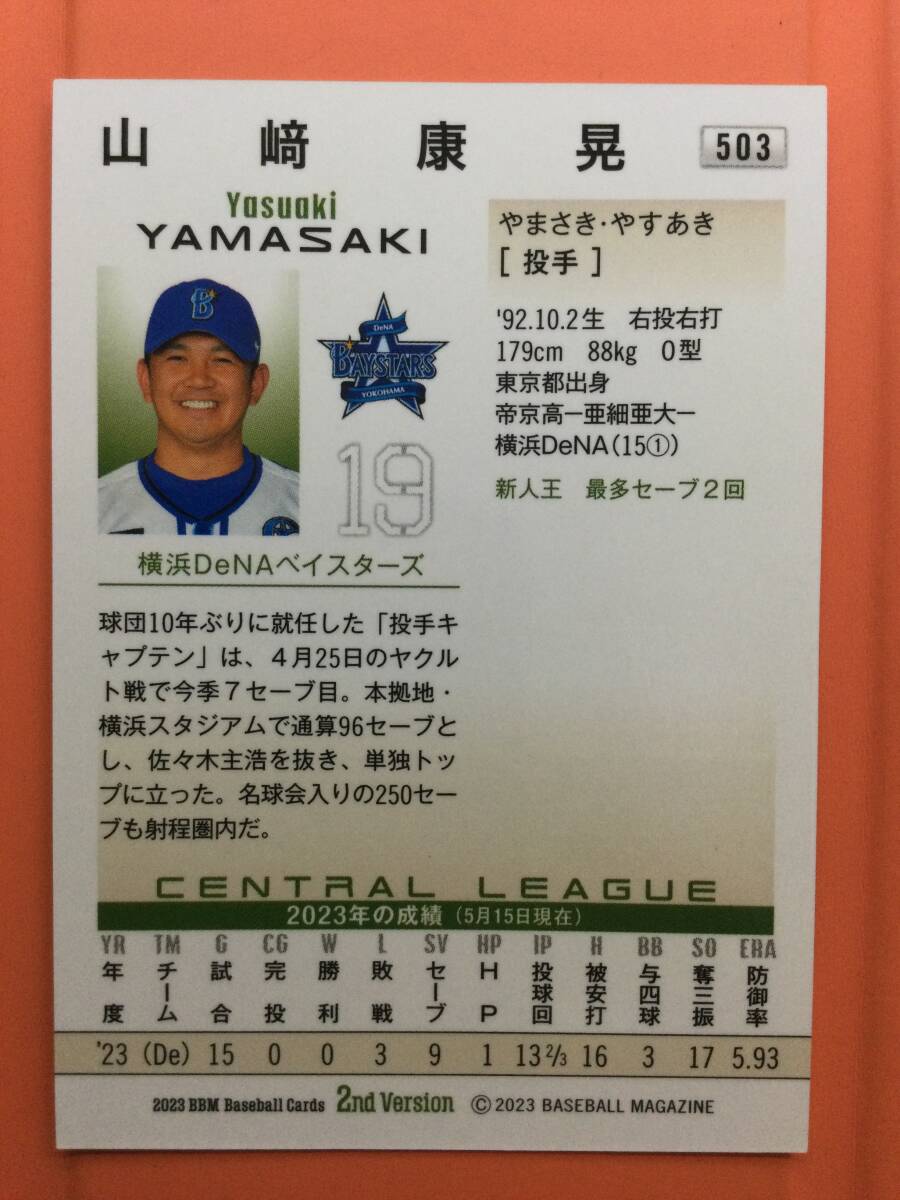 山﨑康晃 503
Yasuaki
YAMASAKI
やまさき・やすあき
[ 投手 ]
'92.10.2生 右投右打
179cm 88kg O型
東京都出身
帝京高ー亜細亜大ー
横浜DeNA(15①)
新人王 最多セーブ2回
B
DeNA
BAYSTARS
YOKOHAMA
19
横浜DeNAベイスターズ
球団10年ぶりに就任した「投手キ
ャプテン」は、4月25日のヤクル
ト戦で今季7セーブ目。本拠地・
横浜スタジアムで通算96セーブと
し、佐々木主浩を抜き、単独トッ
プに立った。名球会入りの250セー
ブも射程圏内だ。
CENTRAL LEAGUE
2023年の成績(5月15日現在)
YR TM G CG W L SV HP IP H BB SO ERA
年度 チーム 試合 完投 勝利 敗戦 セーブ HP 投球回 被安打 与四球 奪三振 防御率
'23 (De) 15 0 0 3 9 1 13 2/3 16 3 17 5.93
2023 BBM Baseball Cards 2nd Version ©2023 BASEBALL MAGAZINE